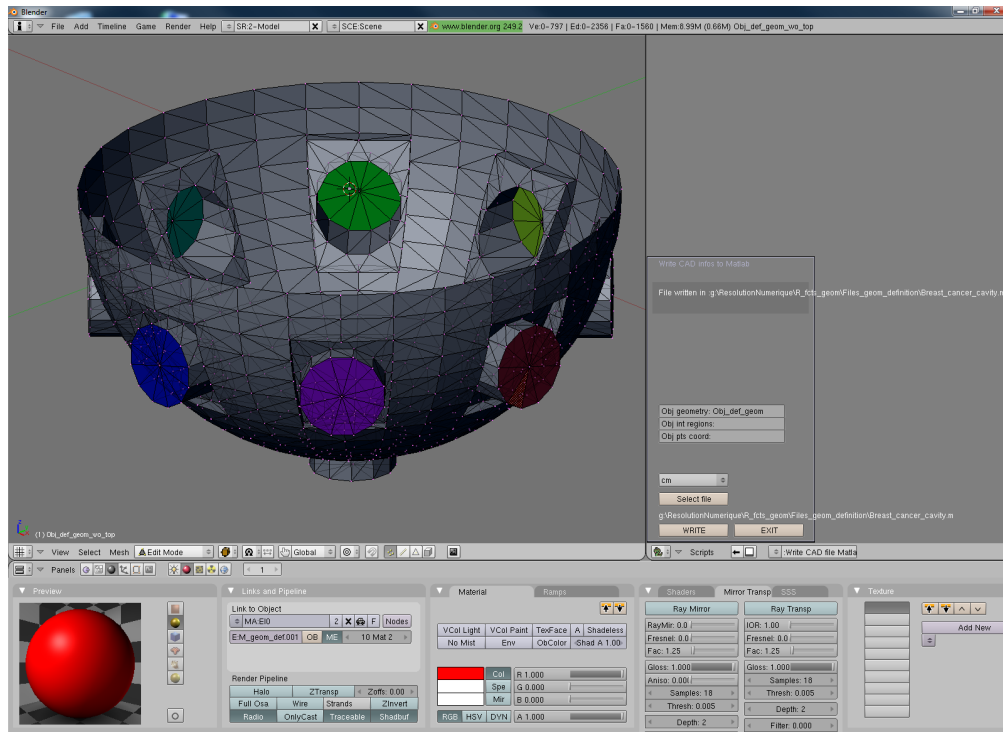 Blender
File Add Timeline Game Render Help SR:2-Model X SCE:Scene X www.blender.org 249.2 Ve:0-797 | Ed:0-2356 | Fa:0-1560 | Mem:8.99M (0.66M) Obj_def_geom_wo_top
Write CAD infos to Matlab
File written in :g:\ResolutionNumerique\R_fcts_geom\Files_geom_definition\Breast_cancer_cavity.m
Obj geometry: Obj_def_geom
Obj int regions:
Obj pts coord:
cm
Select file
g:\ResolutionNumerique\R_fcts_geom\Files_geom_definition\Breast_cancer_cavity.m
WRITE EXIT
z
(1) Obj_def_geom_wo_top
View Select Mesh Edit Mode Global
Scripts :Write CAD file Matla
Panels 1
Preview
Links and Pipeline
Link to Object
MA:El0 2 X F Nodes
E:M_geom_def.001 OB ME 10 Mat 2
Render Pipeline
Halo ZTransp Zoffs: 0.00
Full Osa Wire Strands ZInvert
Radio OnlyCast Traceable Shadbuf
Material Ramps
VCol Light VCol Paint TexFace A Shadeless
No Mist Env ObColor Shad A 1.00
Col R 1.000
Spe G 0.000
Mir B 0.000
RGB HSV DVN A 1.000
Shaders Mirror Transp SSS
Ray Mirror Ray Transp
RayMir: 0.0 IOR: 1.00
Fresnel: 0.0 Fresnel: 0.0
Fac: 1.25 Fac: 1.25
Gloss: 1.000 Gloss: 1.000
Aniso: 0.00 Samples: 18
Samples: 18 Thresh: 0.005
Thresh: 0.005 Depth: 2
Depth: 2 Filter: 0.000
Texture
Add New